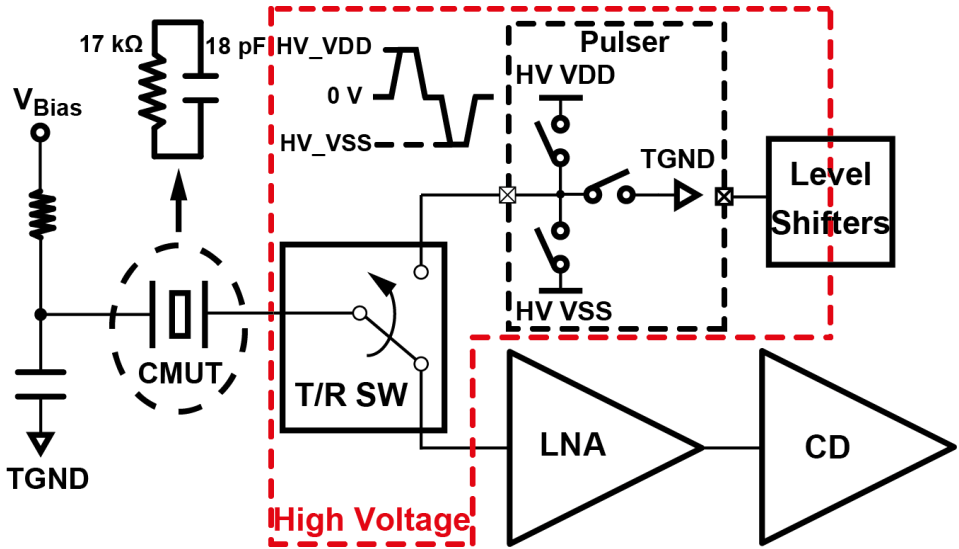 17 kΩ
18 pF
HV_VDD
0 V
HV_VSS
Pulser
HV VDD
TGND
HV VSS
Level
Shifters
VBias
CMUT
TGND
T/R SW
LNA
CD
High Voltage